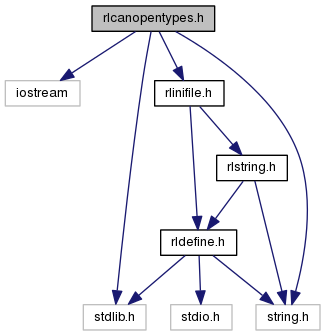 rlcanopentypes.h
iostream
rlinifile.h
rlstring.h
rldefine.h
stdlib.h
stdio.h
string.h